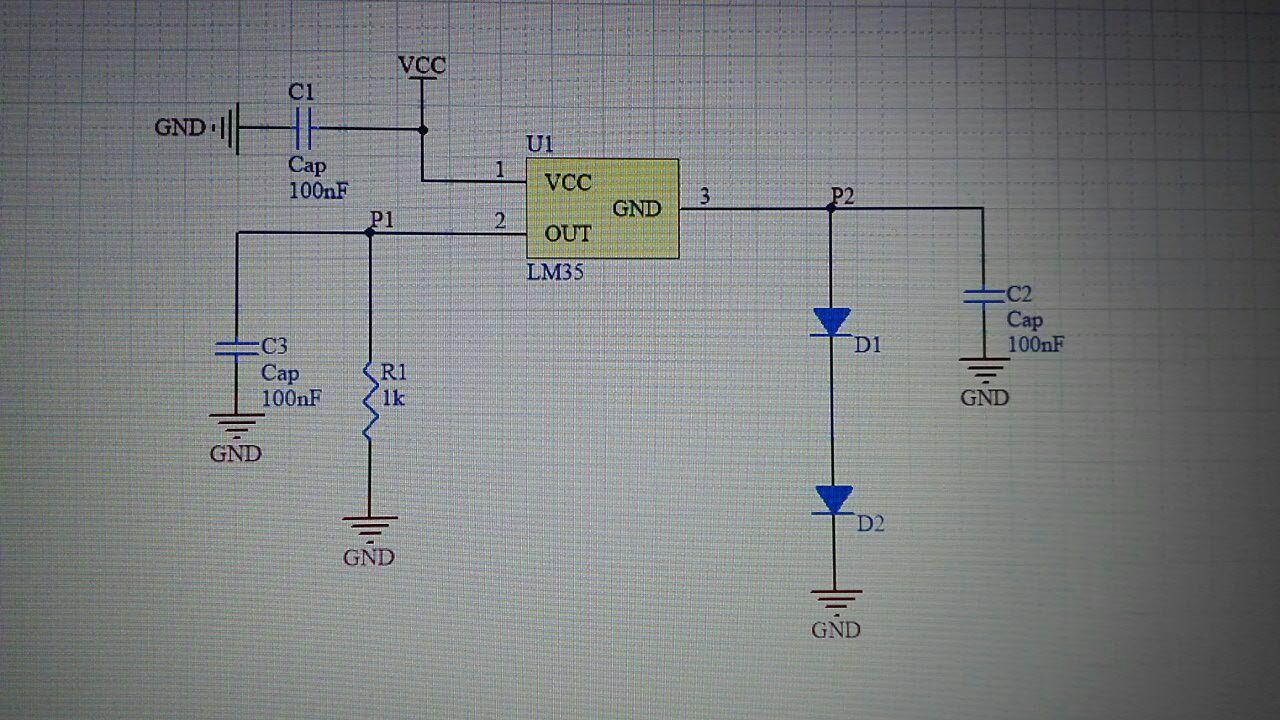 VCC
C1
GND
Cap
100nF
U1
1
VCC
GND
3
P2
P1
2
OUT
LM35
C2
Cap
100nF
GND
D1
C3
Cap
100nF
GND
R1
1k
GND
D2
GND